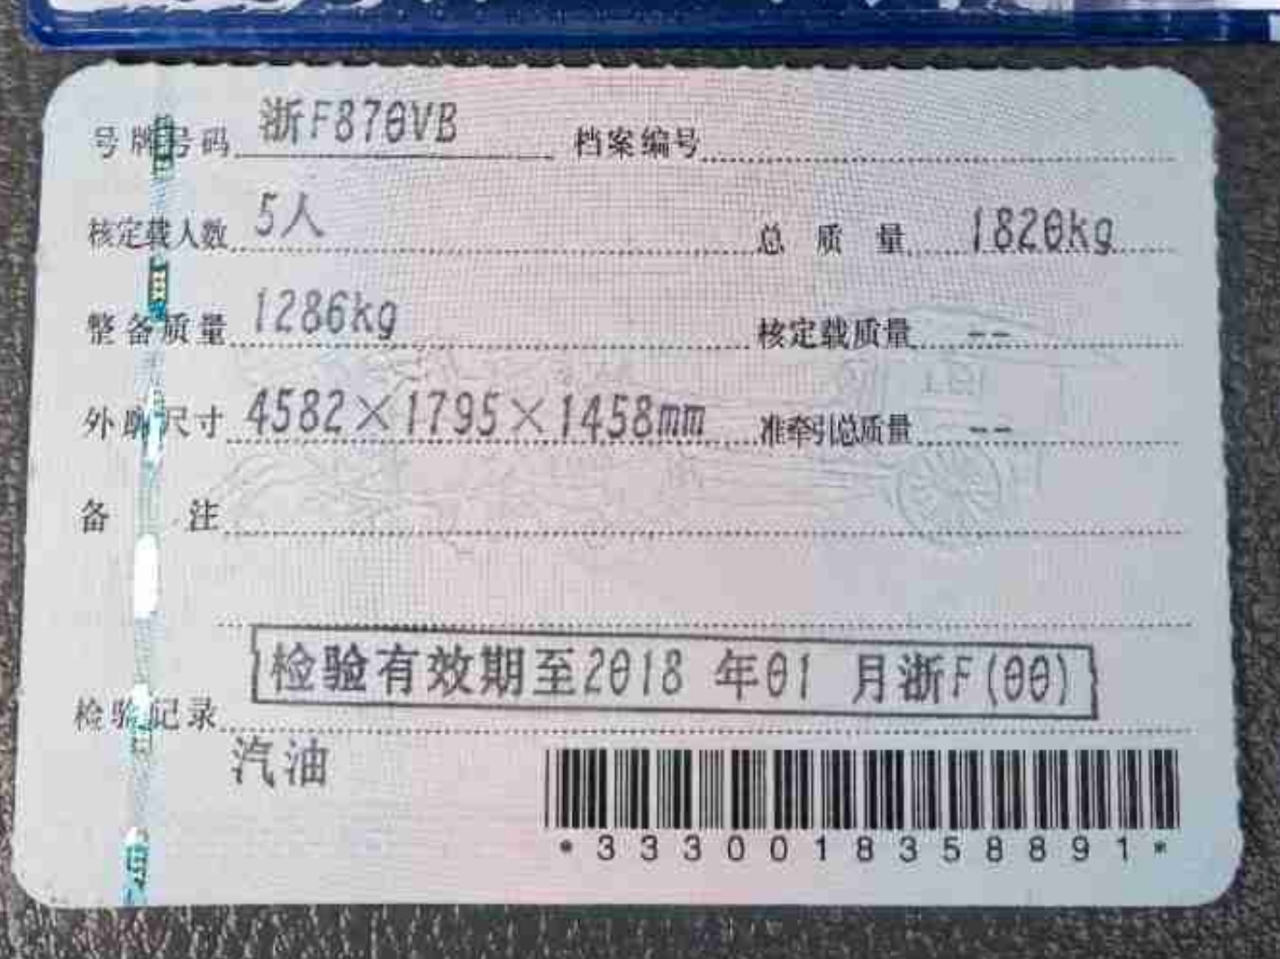 号牌号码 浙F870VB 档案编号
核定载人数 5人 总质量 1820kg
整备质量 1286kg 核定载质量 --
外廓尺寸 4582×1795×1458mm 准牵引总质量 --
备注
检验有效期至2018 年01 月浙F(00)
检验记录
汽油
*3330018358891*